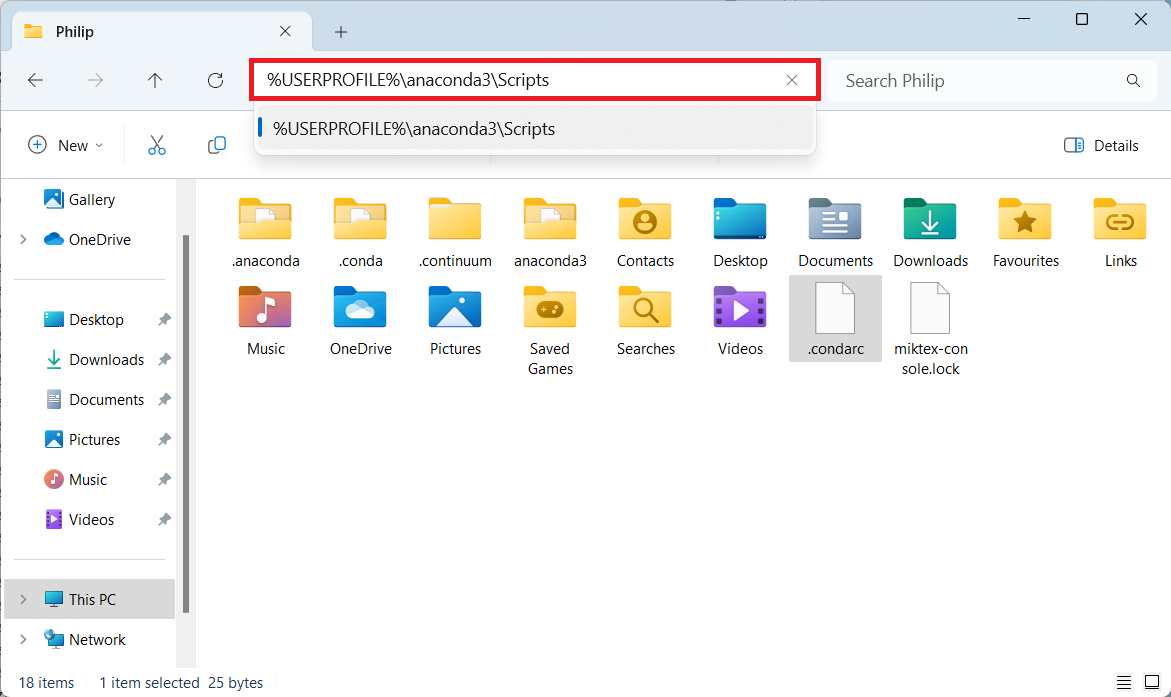 Philip
%USERPROFILE%\anaconda3\Scripts
Search Philip
%USERPROFILE%\anaconda3\Scripts
New
Details
Gallery
OneDrive
Desktop
Downloads
Documents
Pictures
Music
Videos
This PC
Network
.anaconda
.conda
.continuum
anaconda3
Contacts
Desktop
Documents
Downloads
Favourites
Links
Music
OneDrive
Pictures
Saved
Games
Searches
Videos
.condarc
miktex-con
sole.lock
18 items
1 item selected 25 bytes